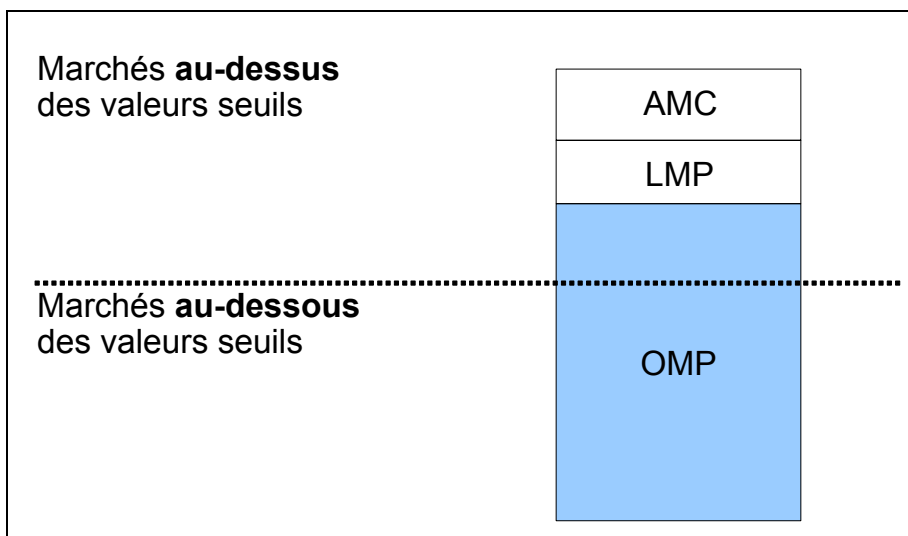 Marchés au-dessus
des valeurs seuils
AMC
LMP
Marchés au-dessous
des valeurs seuils
OMP